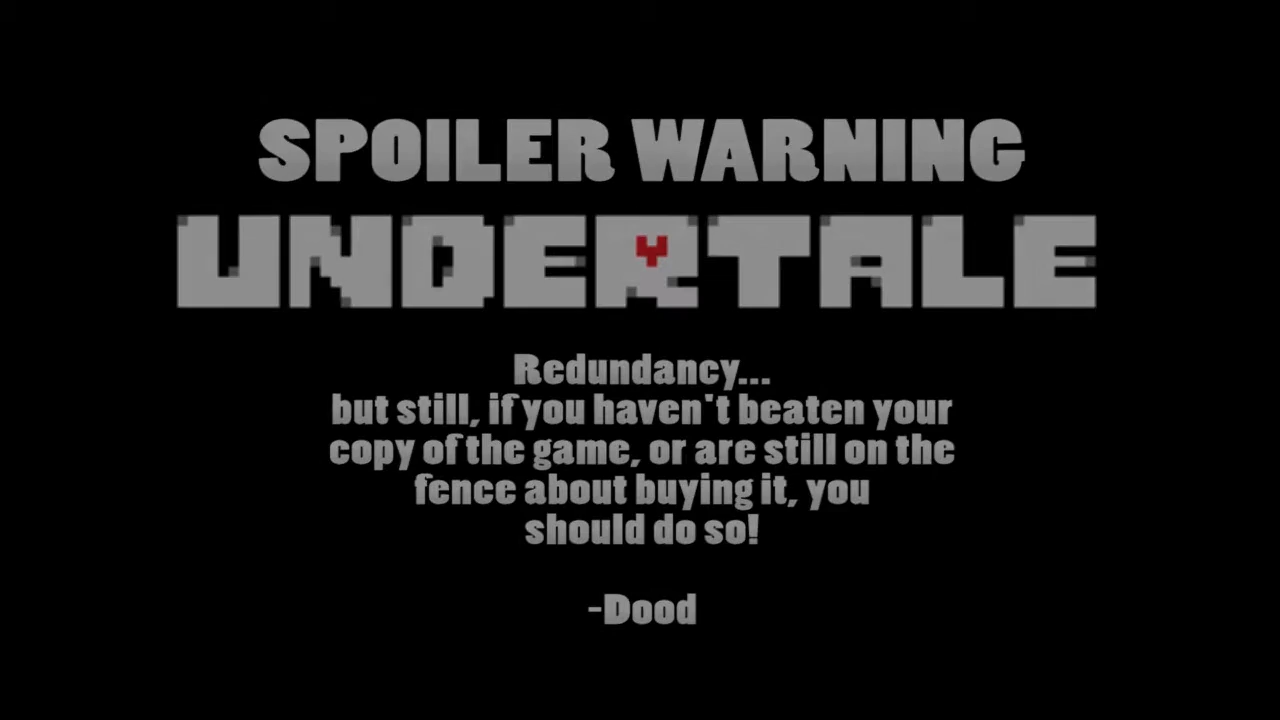 SPOILER WARNING
UNDERTALE
Redundancy...
but still, if you haven't beaten your
copy of the game, or are still on the
fence about buying it, you
should do so!
-Dood